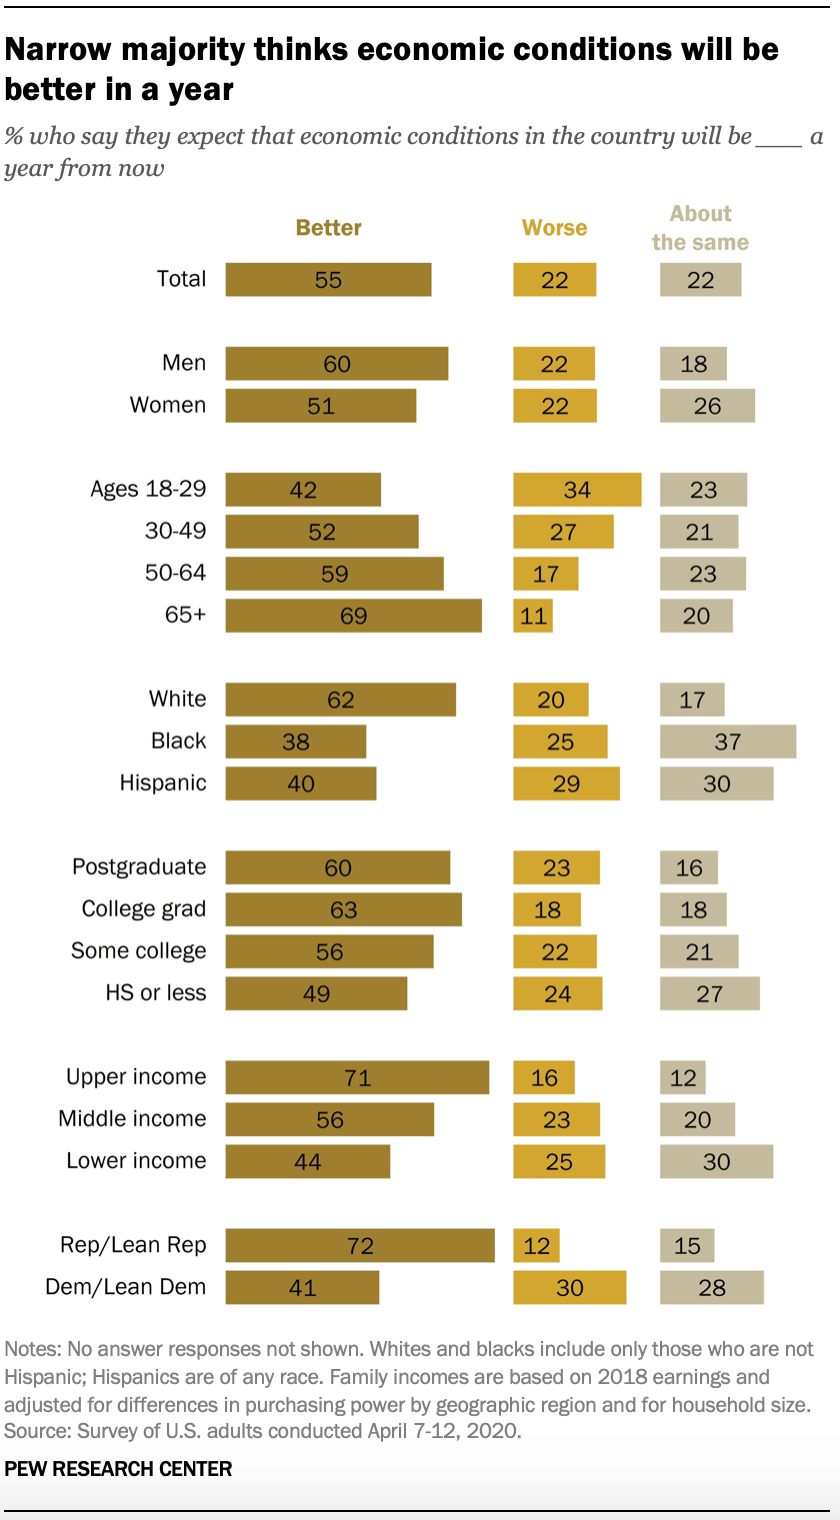 Narrow majority thinks economic conditions will be
better in a year
% who say they expect that economic conditions in the country will be ___ a
year from now
Better Worse About
the same
Total 55 22 22
Men 60 22 18
Women 51 22 26
Ages 18-29 42 34 23
30-49 52 27 21
50-64 59 17 23
65+ 69 11 20
White 62 20 17
Black 38 25 37
Hispanic 40 29 30
Postgraduate 60 23 16
College grad 63 18 18
Some college 56 22 21
HS or less 49 24 27
Upper income 71 16 12
Middle income 56 23 20
Lower income 44 25 30
Rep/Lean Rep 72 12 15
Dem/Lean Dem 41 30 28
Notes: No answer responses not shown. Whites and blacks include only those who are not
Hispanic; Hispanics are of any race. Family incomes are based on 2018 earnings and
adjusted for differences in purchasing power by geographic region and for household size.
Source: Survey of U.S. adults conducted April 7-12, 2020.
PEW RESEARCH CENTER